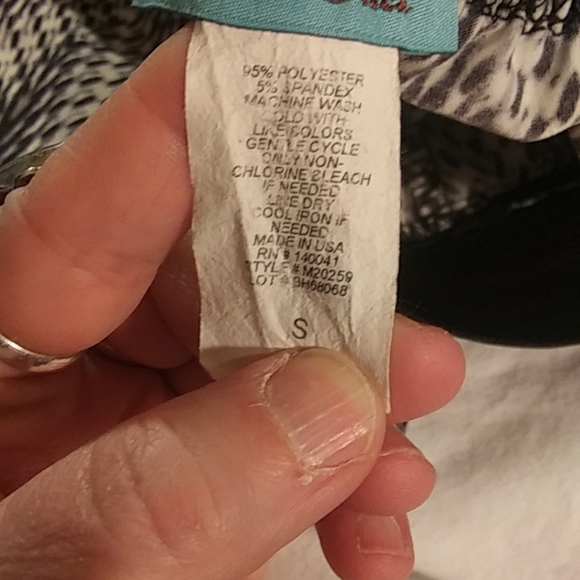 95% POLYESTER
5% SPANDEX
MACHINE WASH
COLD WITH
LIKE COLORS
GENTLE CYCLE
ONLY NON-
CHLORINE BLEACH
IF NEEDED
LINE DRY
COOL IRON IF
NEEDED
MADE IN USA
RN # 140041
STYLE # M20259
LOT # BH68068
S